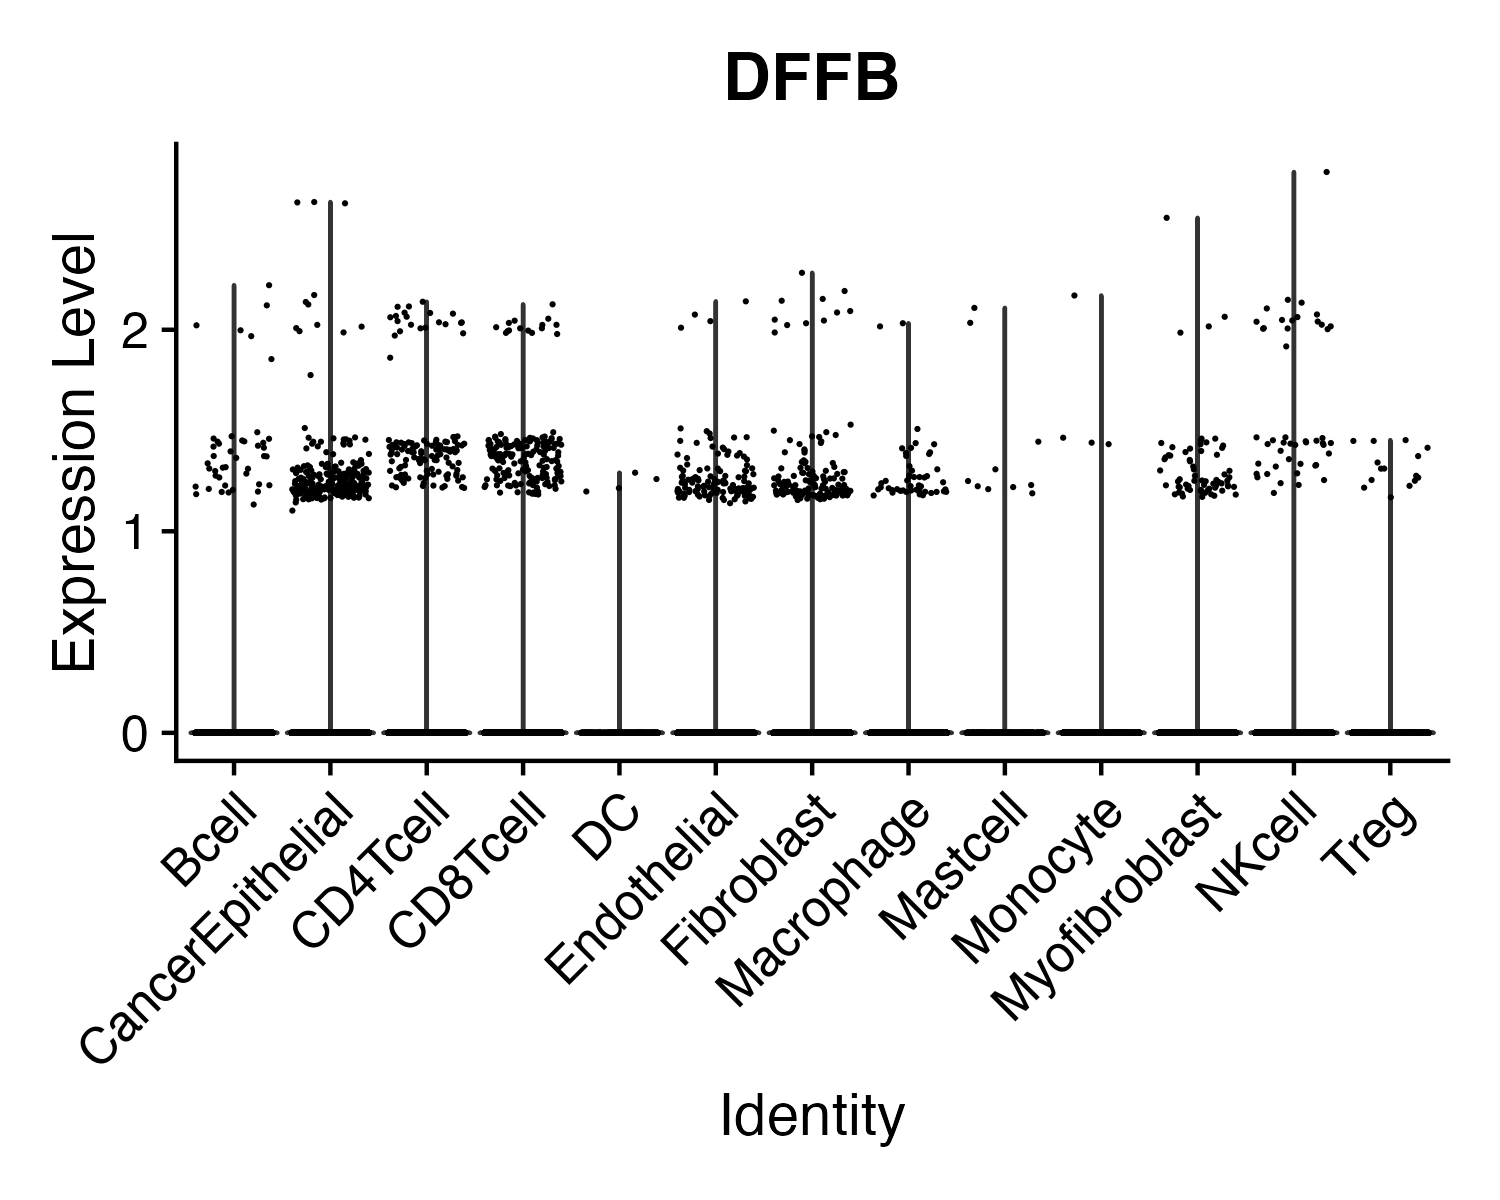 DFFB
Expression Level
2
1
0
Bcell
CancerEpithelial
CD4Tcell
CD8Tcell
DC
Endothelial
Fibroblast
Macrophage
Mastcell
Monocyte
Myofibroblast
NKcell
Treg
Identity